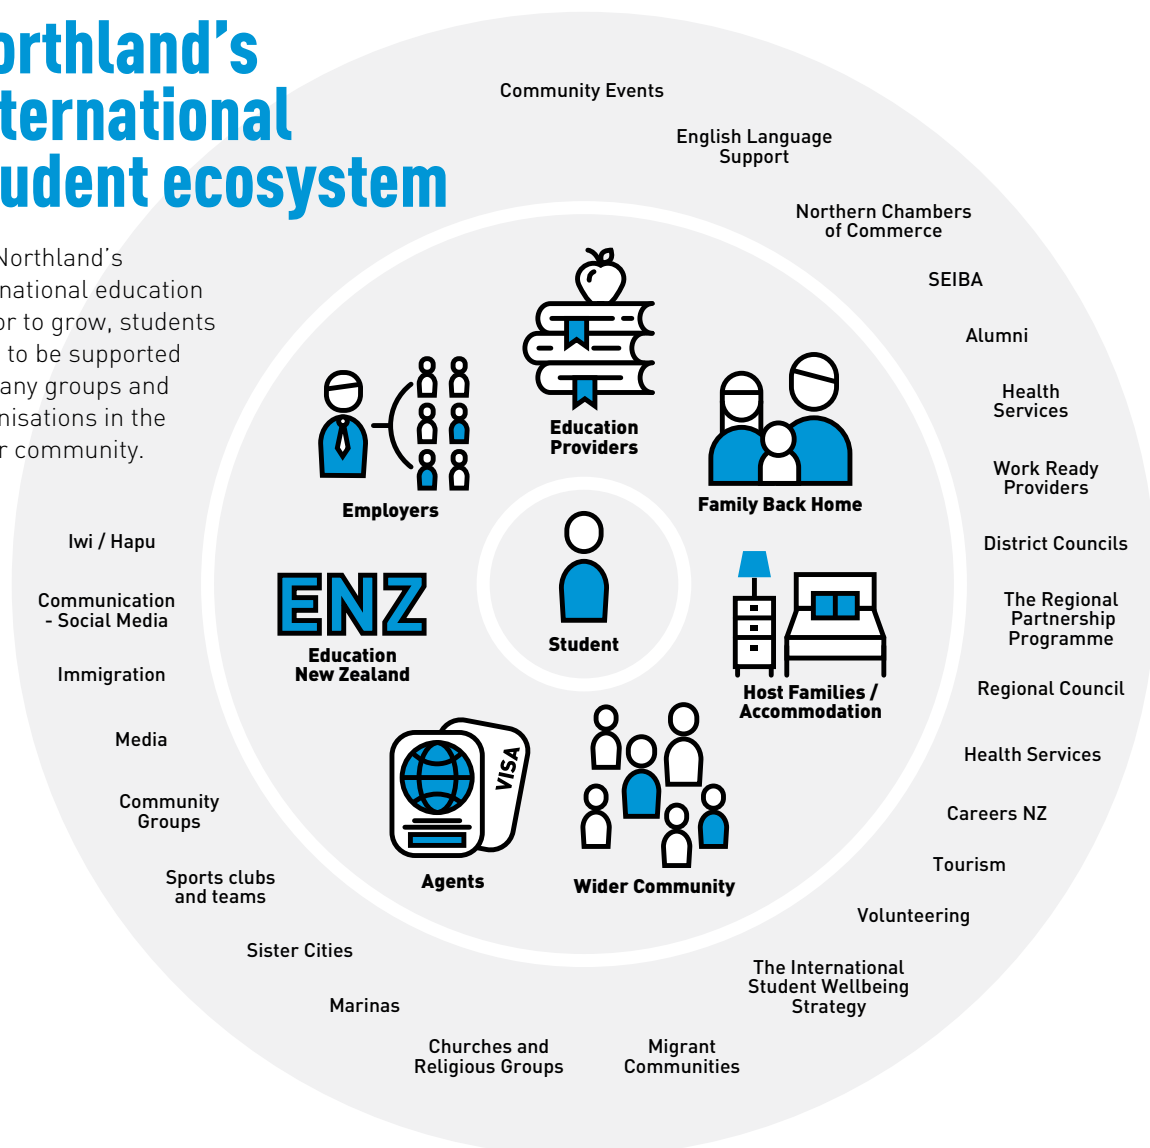 orthland's
ternational
udent ecosystem
Northland's
national education
or to grow, students
to be supported
any groups and
nisations in the
r community.
Community Events
English Language
Support
Northern Chambers
of Commerce
SEIBA
Alumni
Health
Services
Work Ready
Providers
District Councils
The Regional
Partnership
Programme
Regional Council
Health Services
Careers NZ
Tourism
Volunteering
The International
Student Wellbeing
Strategy
Migrant
Communities
Churches and
Religious Groups
Marinas
Sister Cities
Sports clubs
and teams
Community
Groups
Media
Immigration
Communication
- Social Media
Iwi / Hapu
Education
Providers
Family Back Home
Host Families /
Accommodation
Wider Community
VISA
Agents
ENZ
Education
New Zealand
Employers
Student